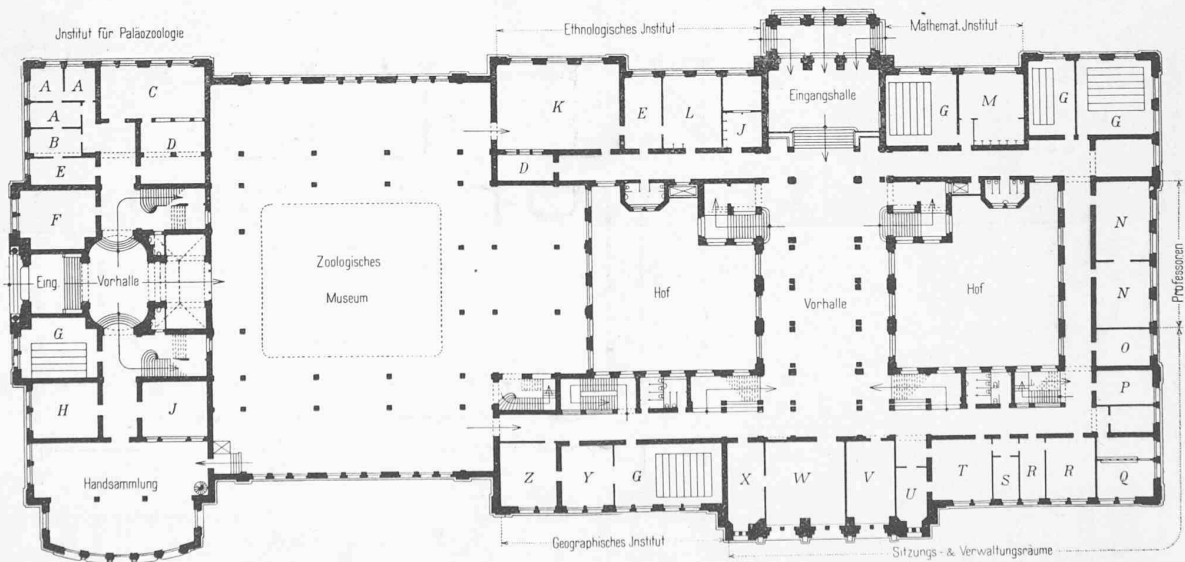 Jnstitut für Paläozoologie
Ethnologisches Jnstitut
Mathemat. Jnstitut
Eingangshalle
A A
C
A
B
D
E
F
Eing.
Vorhalle
G
H
J
Handsammlung
Zoologisches
Museum
K
E
L
J
D
G
M
G
G
Hof
Vorhalle
Hof
N
N
O
P
Professoren
Z
Y
G
X
W
V
U
T
S
R
R
Q
Geographisches Jnstitut
Sitzungs- & Verwaltungsräume